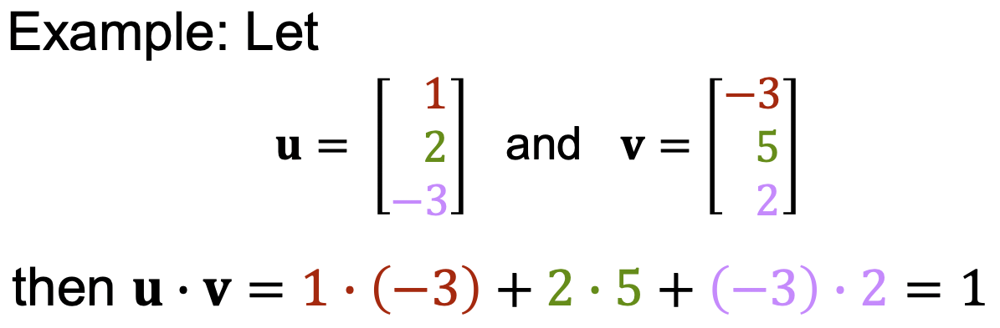 Example: Let
𝐮 = [1 2 −3] and 𝐯 = [−3 5 2]
then 𝐮 · 𝐯 = 1 · (−3) + 2 · 5 + (−3) · 2 = 1